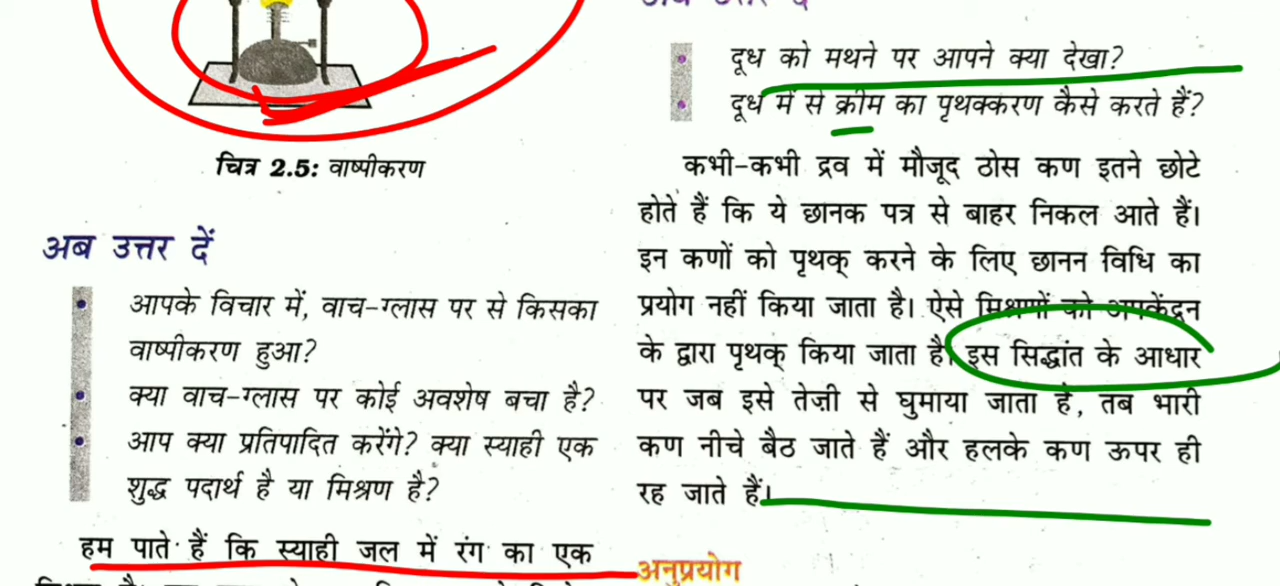 चित्र 2.5: वाष्पीकरण
अब उत्तर दें
• आपके विचार में, वाच-ग्लास पर से किसका
वाष्पीकरण हुआ?
• क्या वाच-ग्लास पर कोई अवशेष बचा है?
• आप क्या प्रतिपादित करेंगे? क्या स्याही एक
शुद्ध पदार्थ है या मिश्रण है?
हम पाते हैं कि स्याही जल में रंग का एक
• दूध को मथने पर आपने क्या देखा?
• दूध में से क्रीम का पृथक्करण कैसे करते हैं?
कभी-कभी द्रव में मौजूद ठोस कण इतने छोटे
होते हैं कि ये छानक पत्र से बाहर निकल आते हैं।
इन कणों को पृथक् करने के लिए छानन विधि का
प्रयोग नहीं किया जाता है। ऐसे मिश्रणों को अपकेंद्रन
के द्वारा पृथक् किया जाता है। इस सिद्धांत के आधार
पर जब इसे तेज़ी से घुमाया जाता है, तब भारी
कण नीचे बैठ जाते हैं और हलके कण ऊपर ही
रह जाते हैं।
अनुप्रयोग